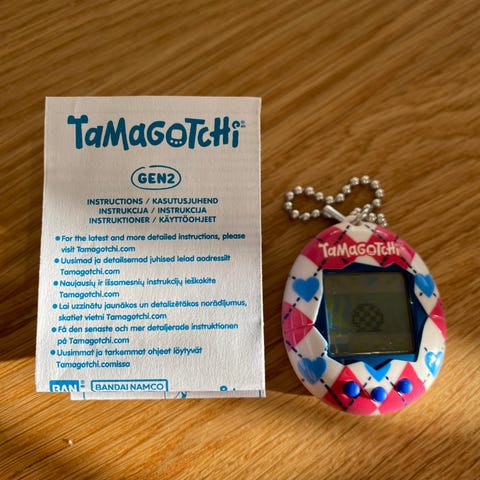 TaMaGOTCHi
GEN2
INSTRUCTIONS / KASUTUSJUHEND
INSTRUKCIJA / INSTRUKCIJA
INSTRUKTIONER / KÄYTTÖOHJEET
• For the latest and more detailed instructions, please
visit Tamagotchi.com
• Uusimad ja detailsemad juhised leiad aadressilt
Tamagotchi.com
• Naujausių ir išsamesnių instrukcijų ieškokite
Tamagotchi.com
• Lai uzzinātu jaunākos un detalizētākos norādījumus,
skatiet vietni Tamagotchi.com
• Få den senaste och mer detaljerade instruktionen
på Tamagotchi.com
• Uusimmat ja tarkemmat ohjeet löytyvät
Tamagotchi.comissa
BAN
BANDAI NAMCO
TaMaGOTCHi